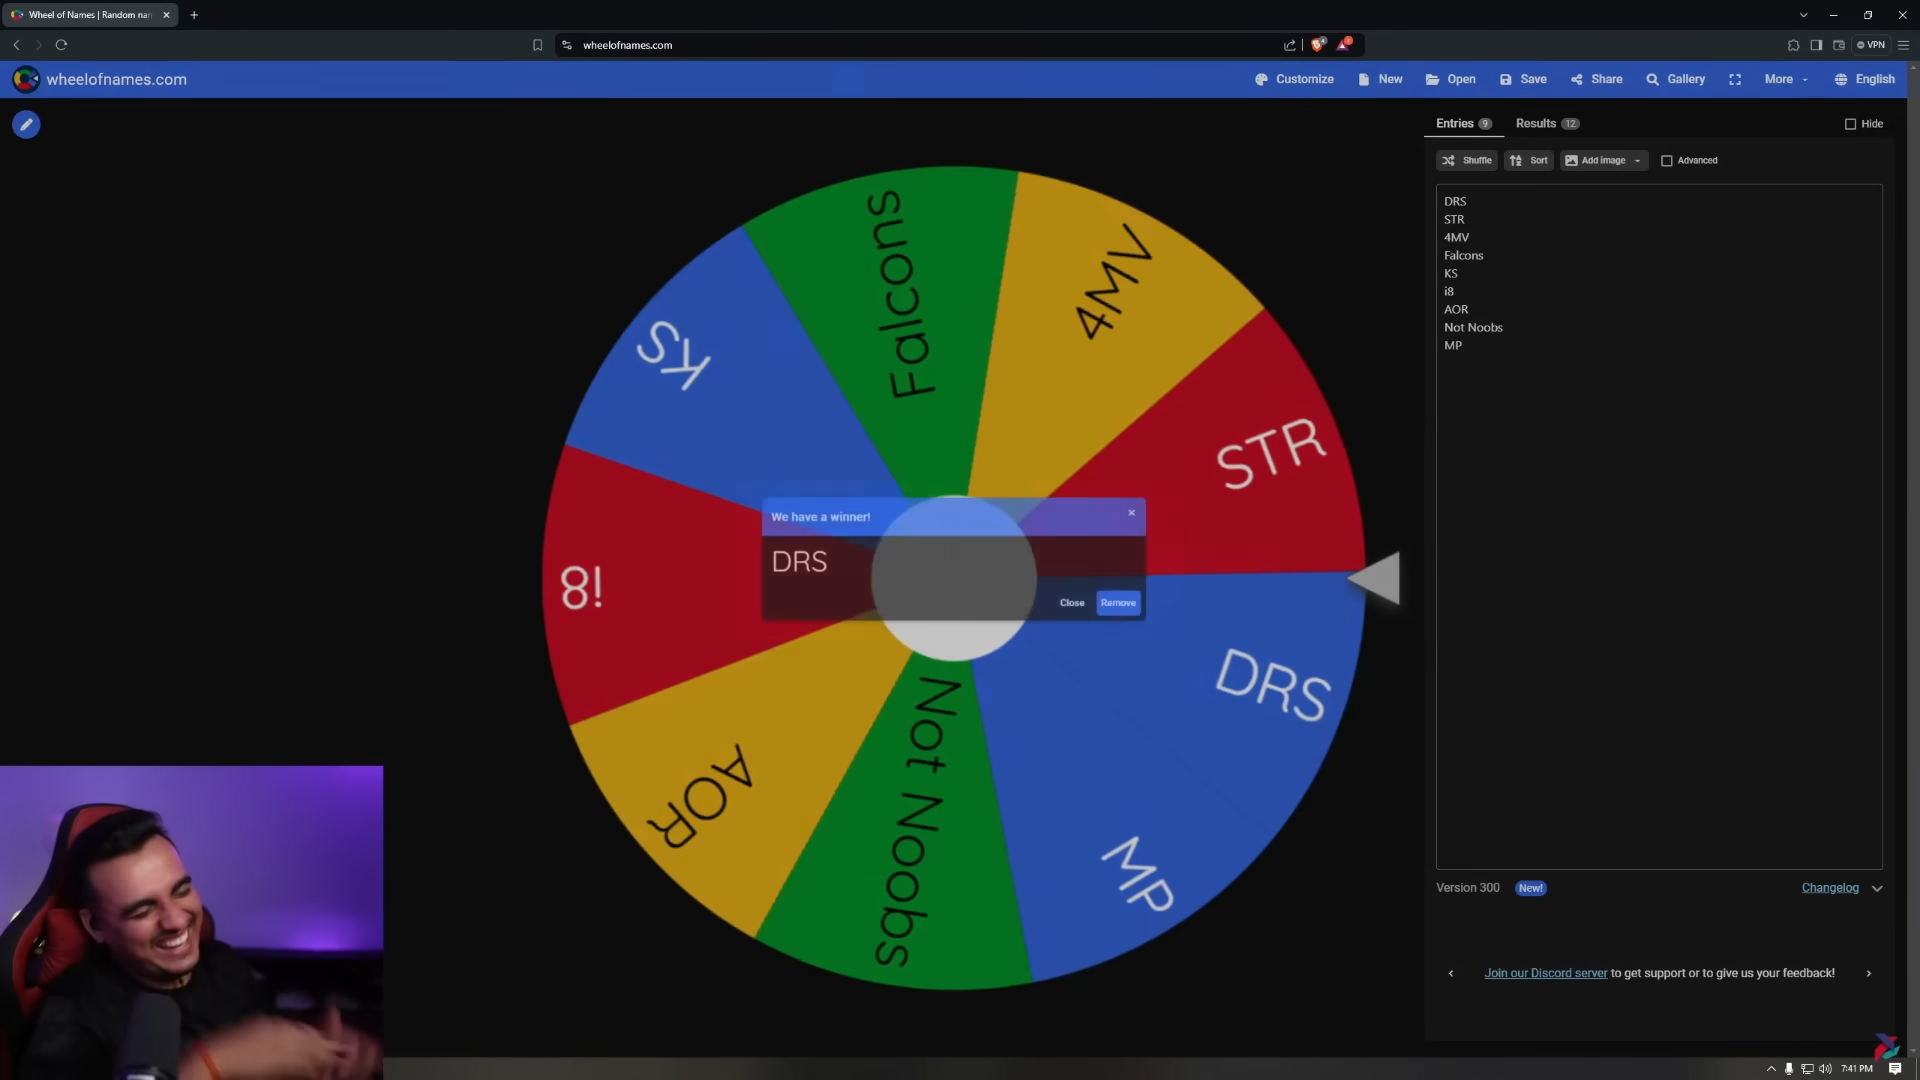 Wheel of Names | Random nam
wheelofnames.com
4
1
VPN
wheelofnames.com
Customize
New
Open
Save
Share
Gallery
More
English
Entries 9
Results 12
Hide
Shuffle
Sort
Add image
Advanced
DRS
STR
4MV
Falcons
KS
i8
AOR
Not Noobs
MP
Falcons
4MV
STR
DRS
MP
Not Noobs
AOR
i8
KS
We have a winner!
DRS
Close
Remove
Version 300
New!
Changelog
Join our Discord server to get support or to give us your feedback!
7:41 PM